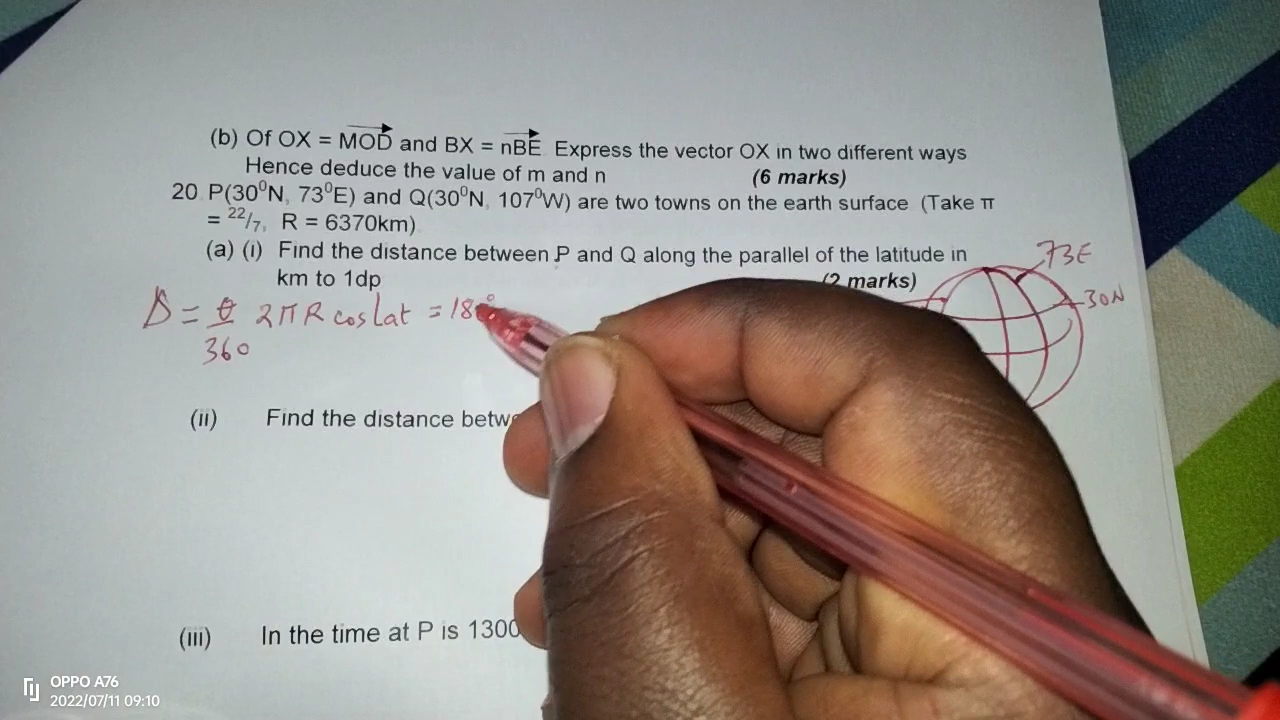 (b) Of OX = MOD and BX = nBE. Express the vector OX in two different ways
Hence deduce the value of m and n (6 marks)
20 P(30⁰N, 73⁰E) and Q(30⁰N, 107⁰W) are two towns on the earth surface (Take π
= ²²/₇, R = 6370km)
(a) (i) Find the distance between P and Q along the parallel of the latitude in
km to 1dp (2 marks)
73E
30N
D = θ/360 2πR cos Lat = 18
(ii) Find the distance betw
(iii) In the time at P is 1300
OPPO A76
2022/07/11 09:10